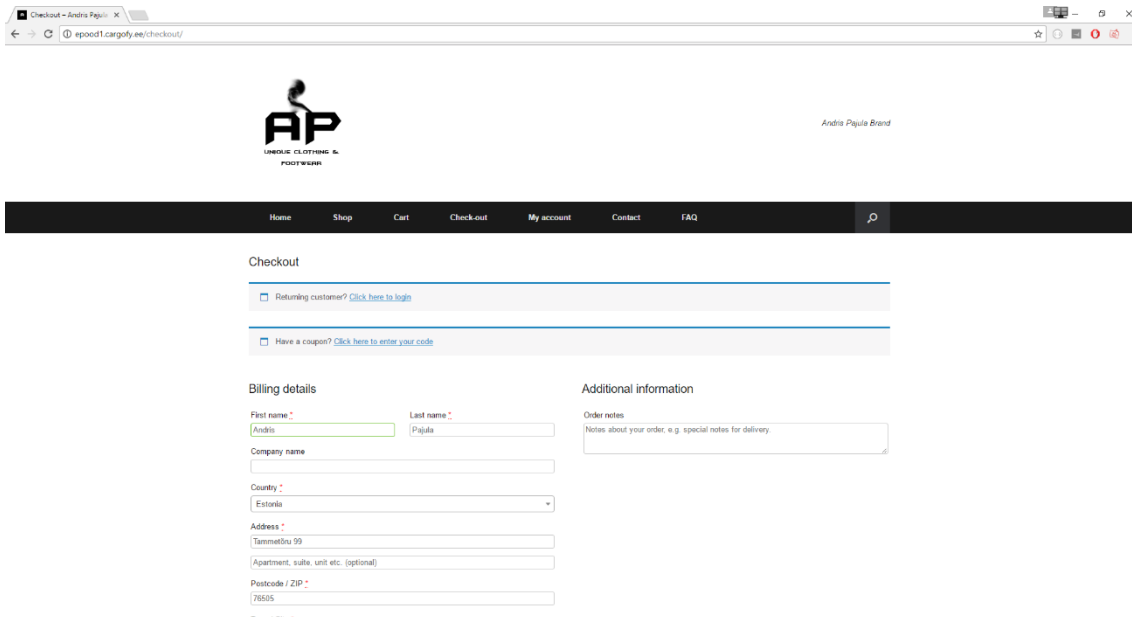 Checkout – Andris Pajula
epood1.cargofy.ee/checkout/
AP
UNIQUE CLOTHING &
FOOTWEAR
Andris Pajula Brand
Home Shop Cart Check-out My account Contact FAQ
Checkout
Returning customer? Click here to login
Have a coupon? Click here to enter your code
Billing details
Additional information
First name *
Last name *
Order notes
Andris
Pajula
Notes about your order, e.g. special notes for delivery.
Company name
Country *
Estonia
Address *
Tammetõru 99
Apartment, suite, unit etc. (optional)
Postcode / ZIP *
76505